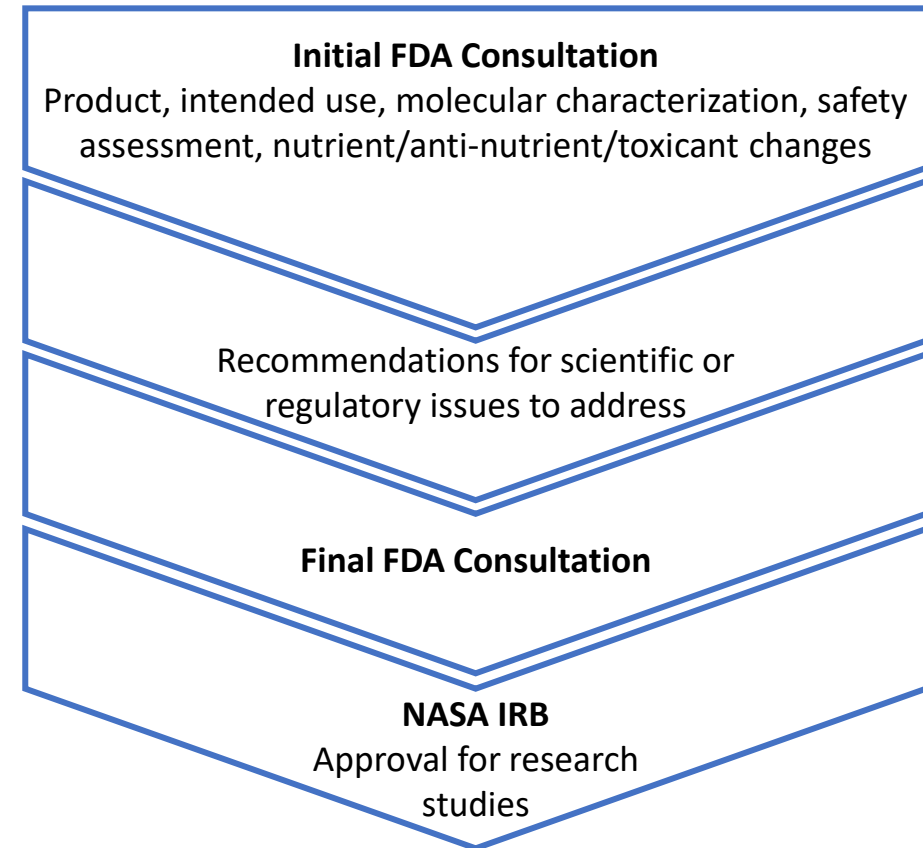 Initial FDA Consultation
Product, intended use, molecular characterization, safety
assessment, nutrient/anti-nutrient/toxicant changes
Recommendations for scientific or
regulatory issues to address
Final FDA Consultation
NASA IRB
Approval for research
studies